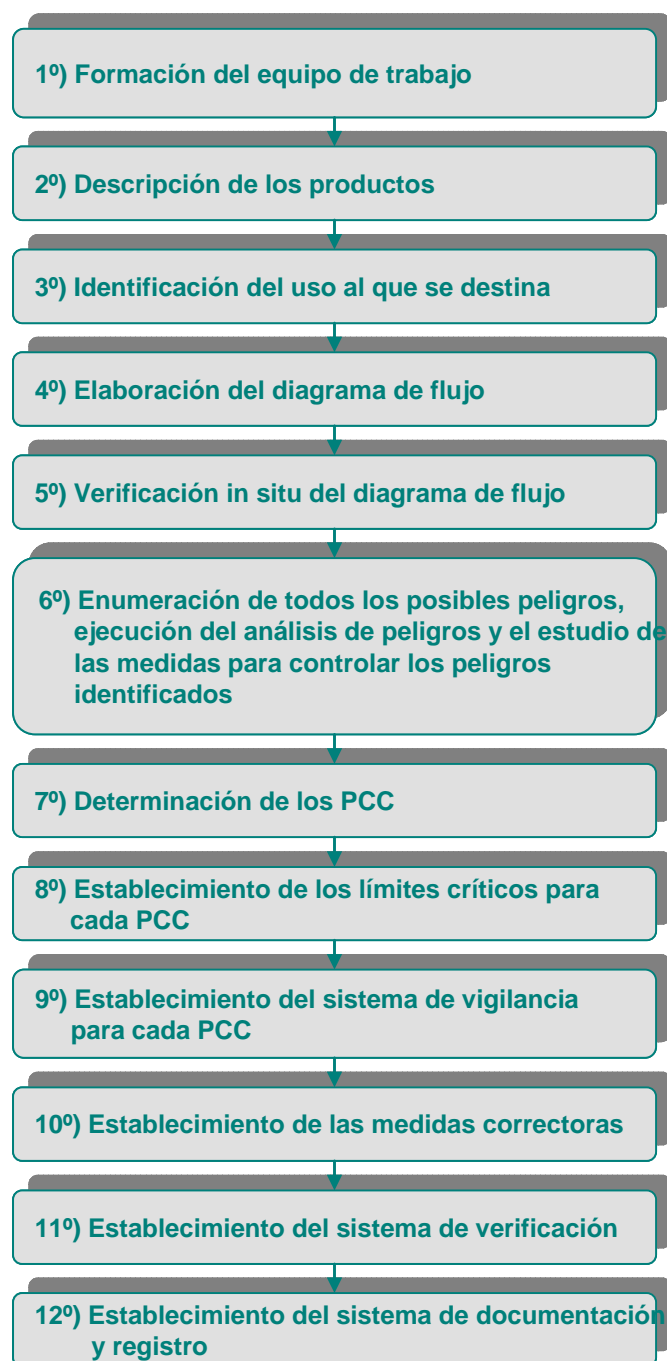 1º) Formación del equipo de trabajo
2º) Descripción de los productos
3º) Identificación del uso al que se destina
4º) Elaboración del diagrama de flujo
5º) Verificación in situ del diagrama de flujo
6º) Enumeración de todos los posibles peligros,
ejecución del análisis de peligros y el estudio de
las medidas para controlar los peligros
identificados
7º) Determinación de los PCC
8º) Establecimiento de los límites críticos para
cada PCC
9º) Establecimiento del sistema de vigilancia
para cada PCC
10º) Establecimiento de las medidas correctoras
11º) Establecimiento del sistema de verificación
12º) Establecimiento del sistema de documentación
y registro